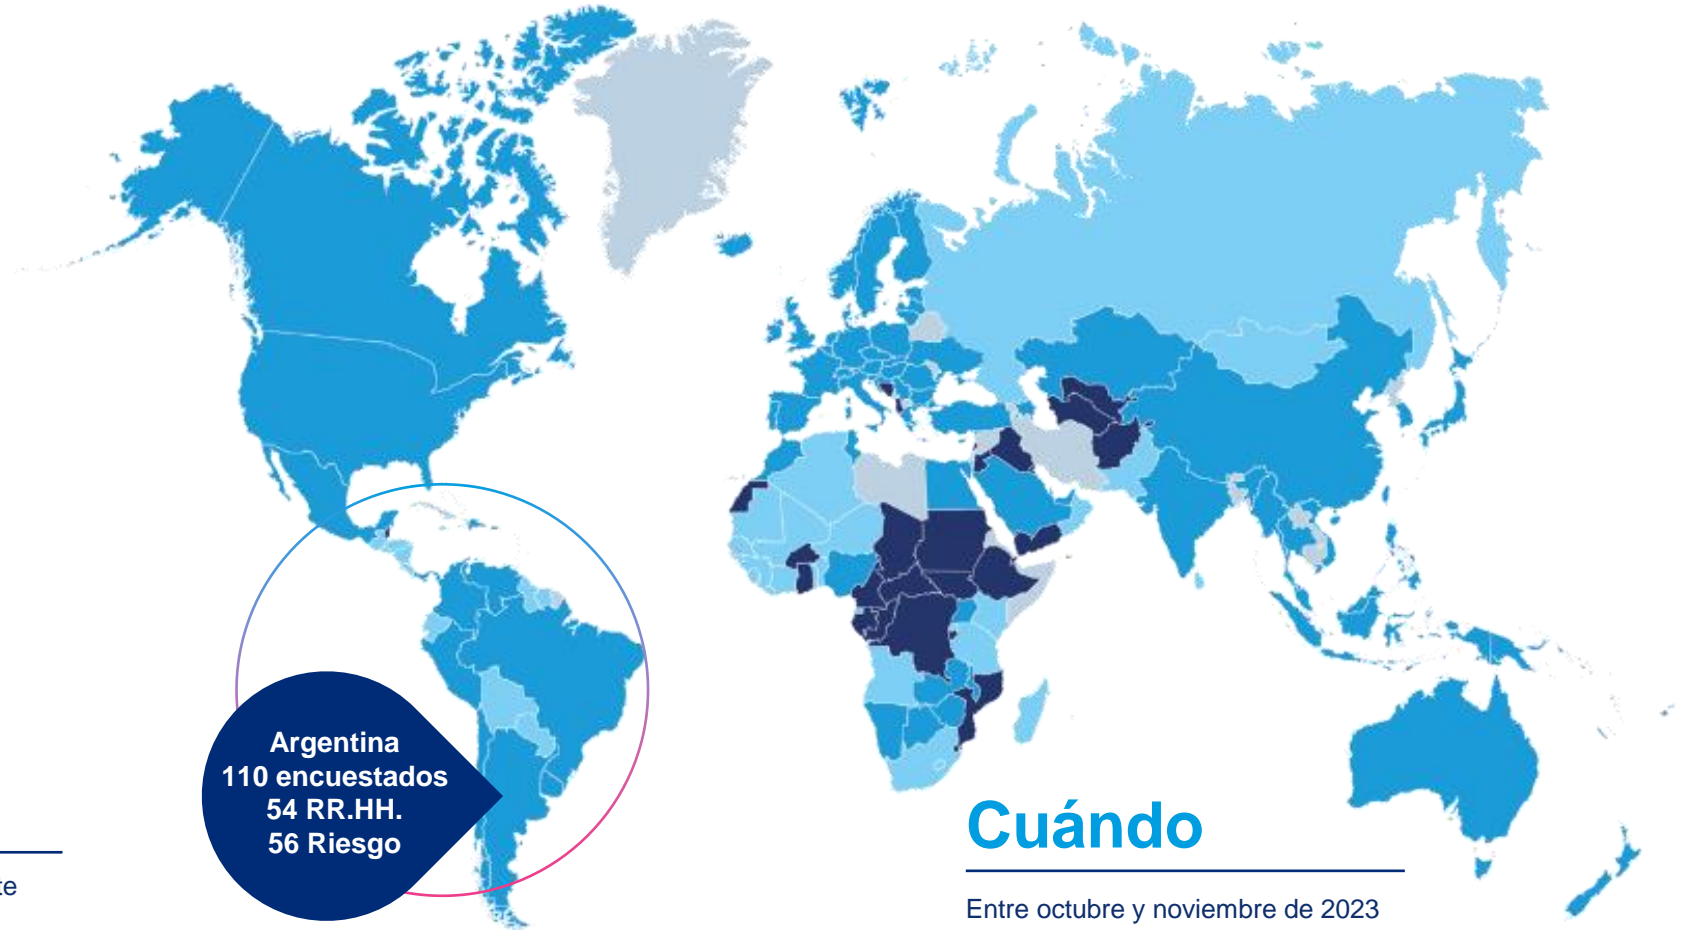 Argentina
110 encuestados
54 RR.HH.
56 Riesgo
Cuándo
Entre octubre y noviembre de 2023